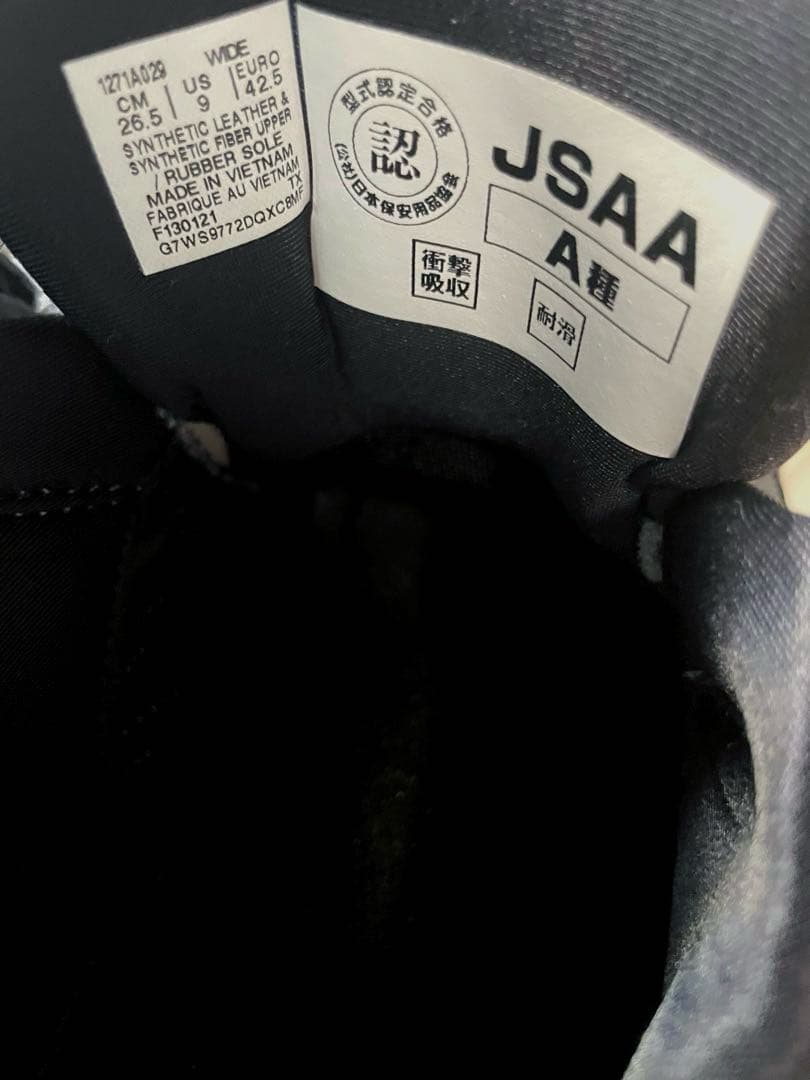 1271A029 WIDE
CM US EURO
26.5 9 42.5
SYNTHETIC LEATHER &
SYNTHETIC FIBER UPPER
/ RUBBER SOLE
MADE IN VIETNAM
FABRIQUE AU VIETNAM
F130121 TX
G7WS9772DQXCBMF
型式認定合格
認
(公社)日本保安用品協会
JSAA
A種
衝撃
吸収
耐滑